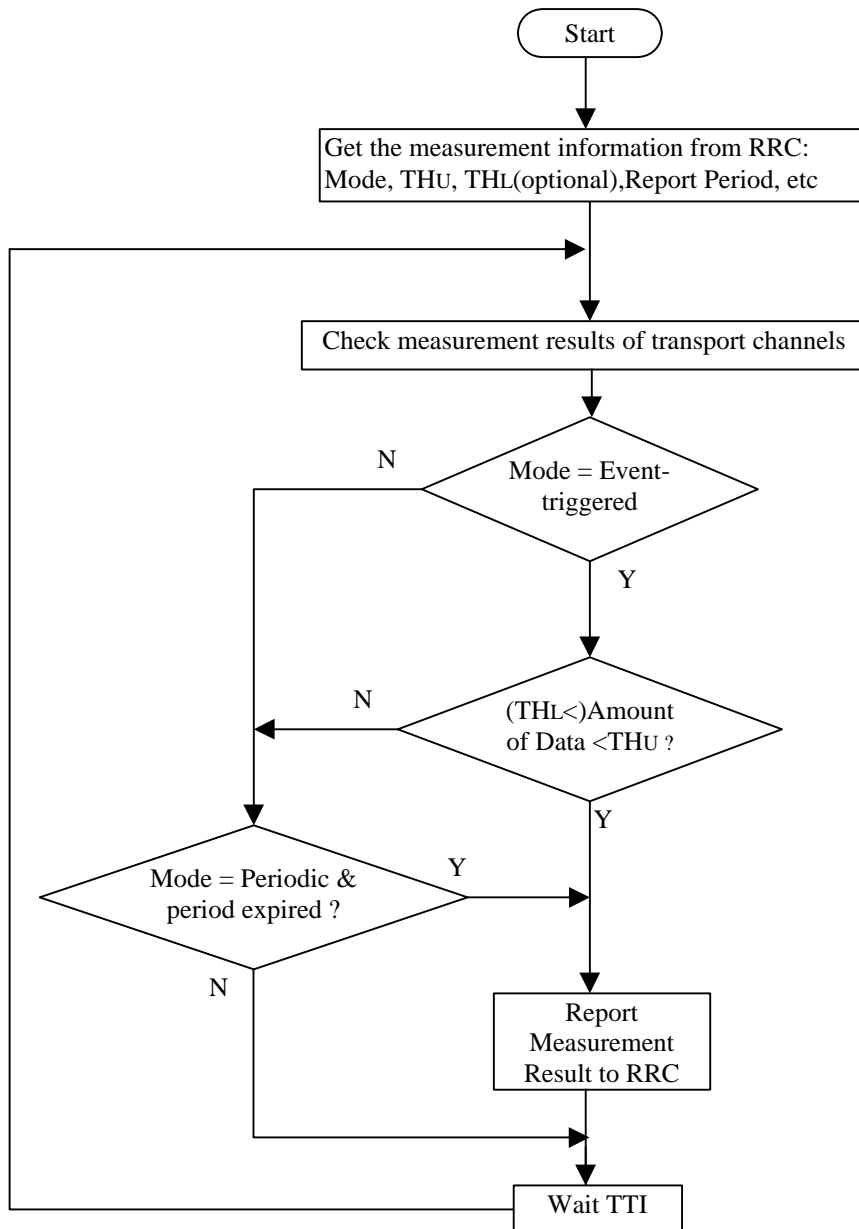 Start
Get the measurement information from RRC:
Mode, THU, THL(optional),Report Period, etc
Check measurement results of transport channels
N
Mode = Event-
triggered
Y
N
(THL<)Amount
of Data <THU ?
Y
Mode = Periodic &
period expired ?
Y
N
Report
Measurement
Result to RRC
Wait TTI